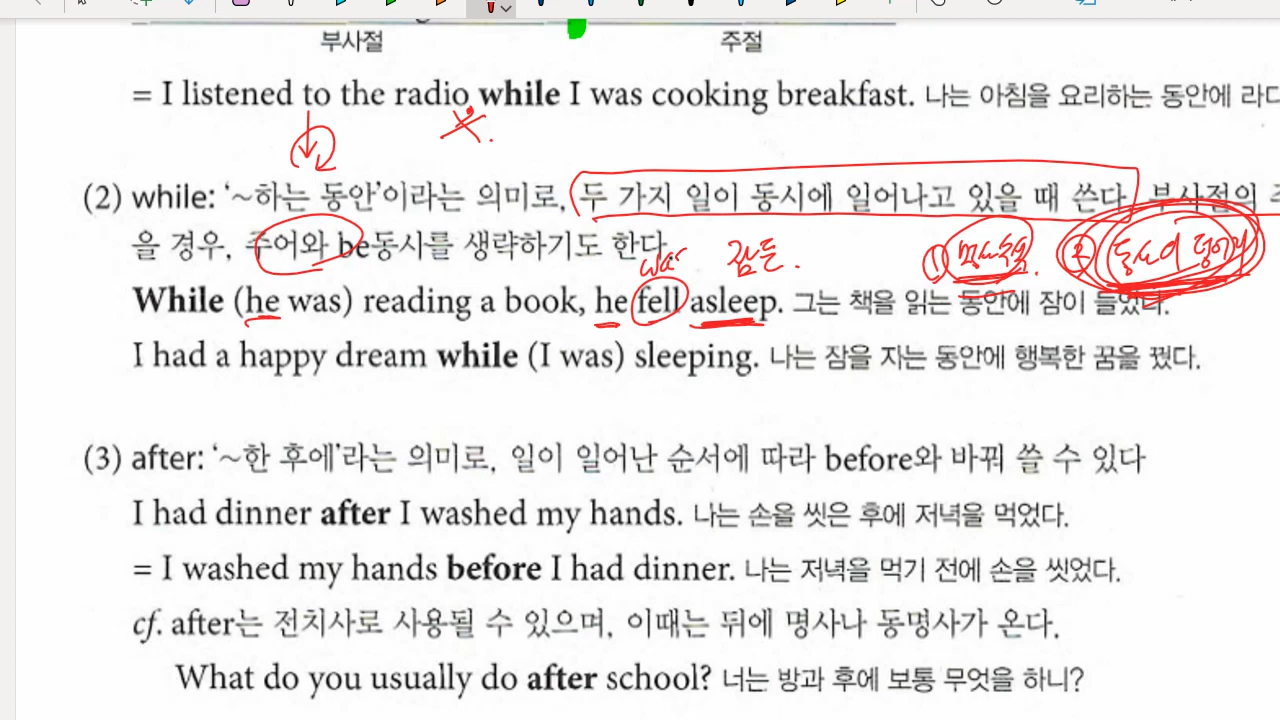 부사절 주절
= I listened to the radio while I was cooking breakfast. 나는 아침을 요리하는 동안에 라디
(2) while: '~하는 동안'이라는 의미로, 두 가지 일이 동시에 일어나고 있을 때 쓴다. 부사절의 주
을 경우, 주어와 be동시를 생략하기도 한다.
was 잠든. ① ②
While (he was) reading a book, he fell asleep. 그는 책을 읽는 동안에 잠이 들었다.
I had a happy dream while (I was) sleeping. 나는 잠을 자는 동안에 행복한 꿈을 꿨다.
(3) after: '~한 후에'라는 의미로, 일이 일어난 순서에 따라 before와 바꿔 쓸 수 있다
I had dinner after I washed my hands. 나는 손을 씻은 후에 저녁을 먹었다.
= I washed my hands before I had dinner. 나는 저녁을 먹기 전에 손을 씻었다.
cf. after는 전치사로 사용될 수 있으며, 이때는 뒤에 명사나 동명사가 온다.
What do you usually do after school? 너는 방과 후에 보통 무엇을 하니?